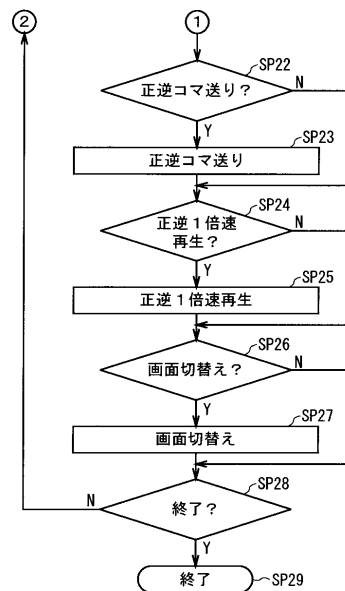 ② ①
SP22
正逆コマ送り? N
Y
SP23
正逆コマ送り
SP24
正逆1倍速
再生? N
Y
SP25
正逆1倍速再生
SP26
画面切替え? N
Y
SP27
画面切替え
SP28
N 終了?
Y
終了 SP29